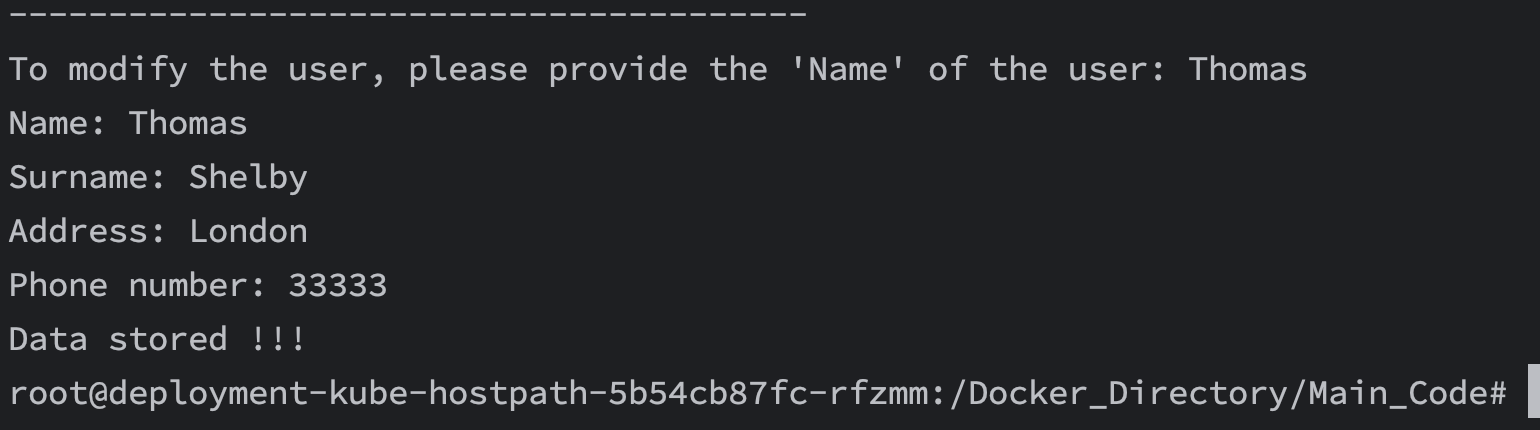 ----------------------------------------
To modify the user, please provide the 'Name' of the user: Thomas
Name: Thomas
Surname: Shelby
Address: London
Phone number: 33333
Data stored !!!
root@deployment-kube-hostpath-5b54cb87fc-rfzmm:/Docker_Directory/Main_Code#